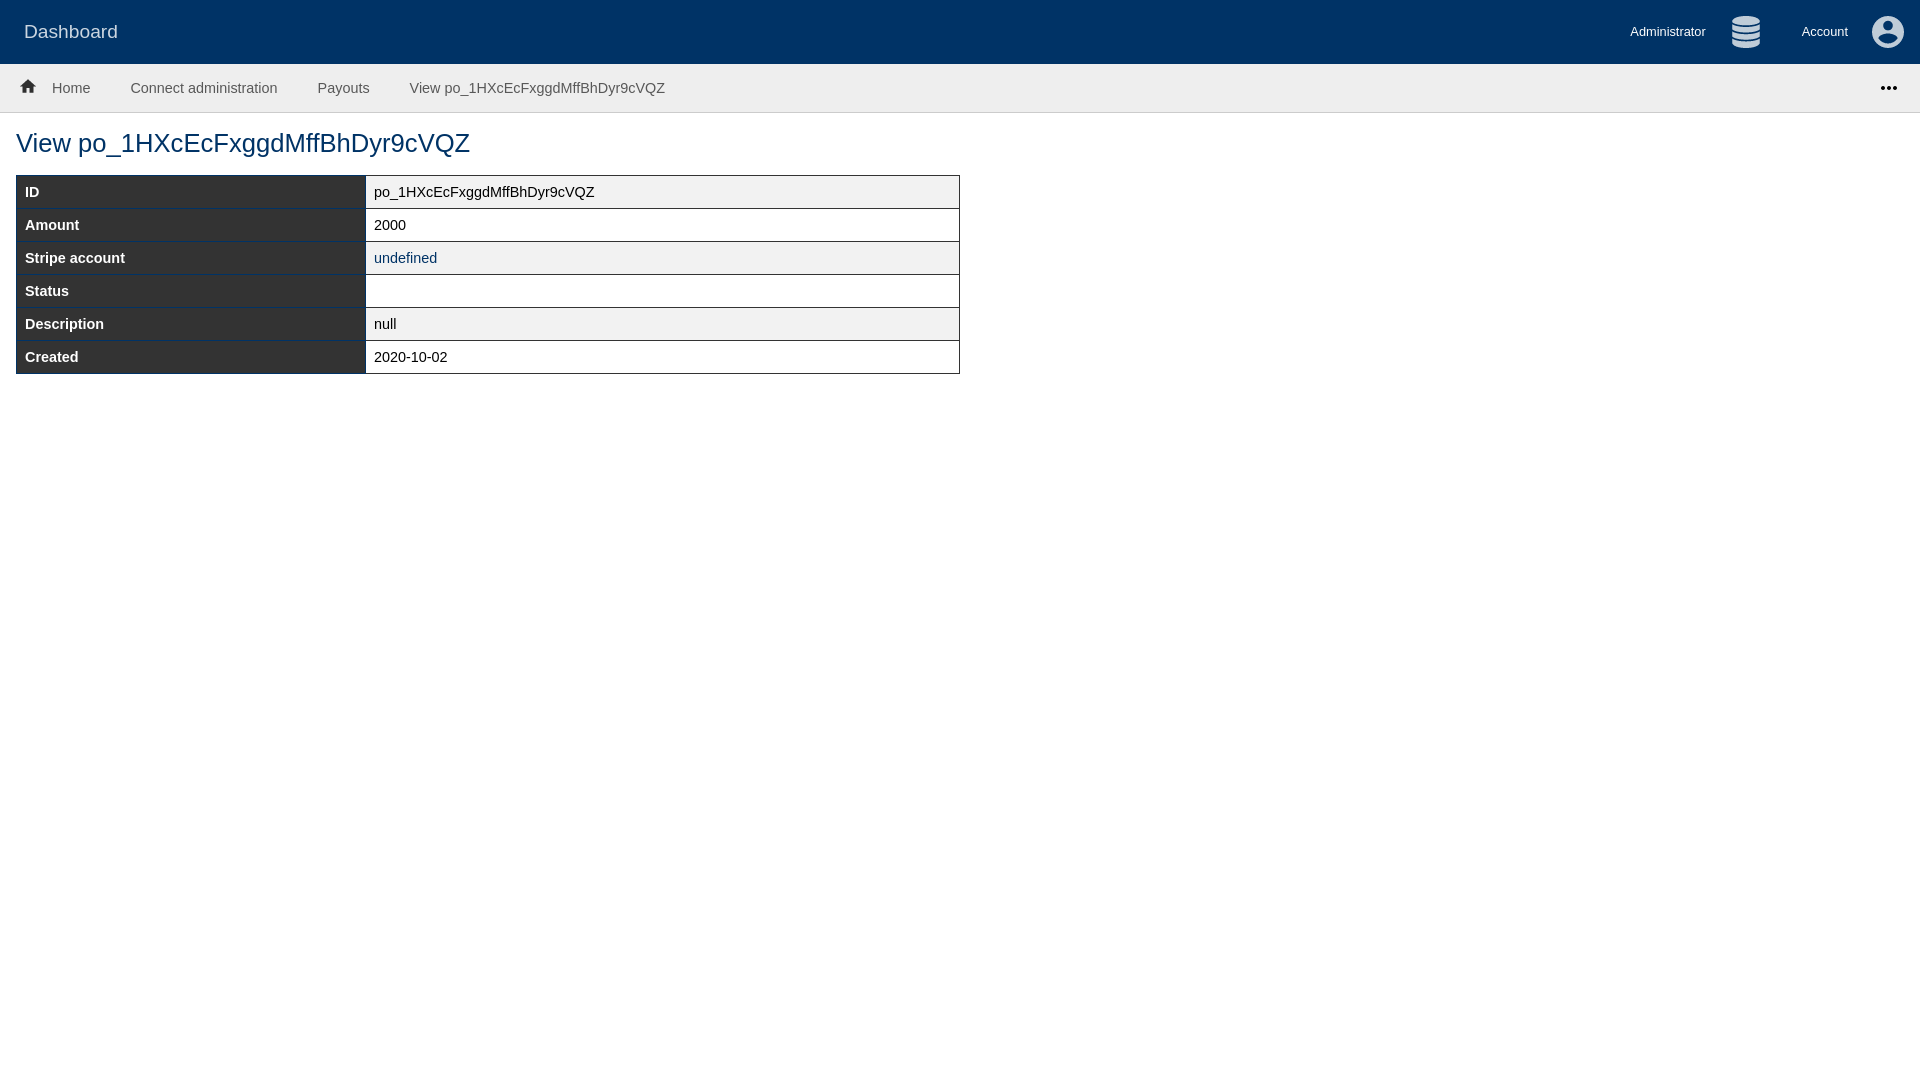 Dashboard
Administrator
Account
Home
Connect administration
Payouts
View po_1HXcEcFxggdMffBhDyr9cVQZ
View po_1HXcEcFxggdMffBhDyr9cVQZ
ID po_1HXcEcFxggdMffBhDyr9cVQZ
Amount 2000
Stripe account undefined
Status
Description null
Created 2020-10-02